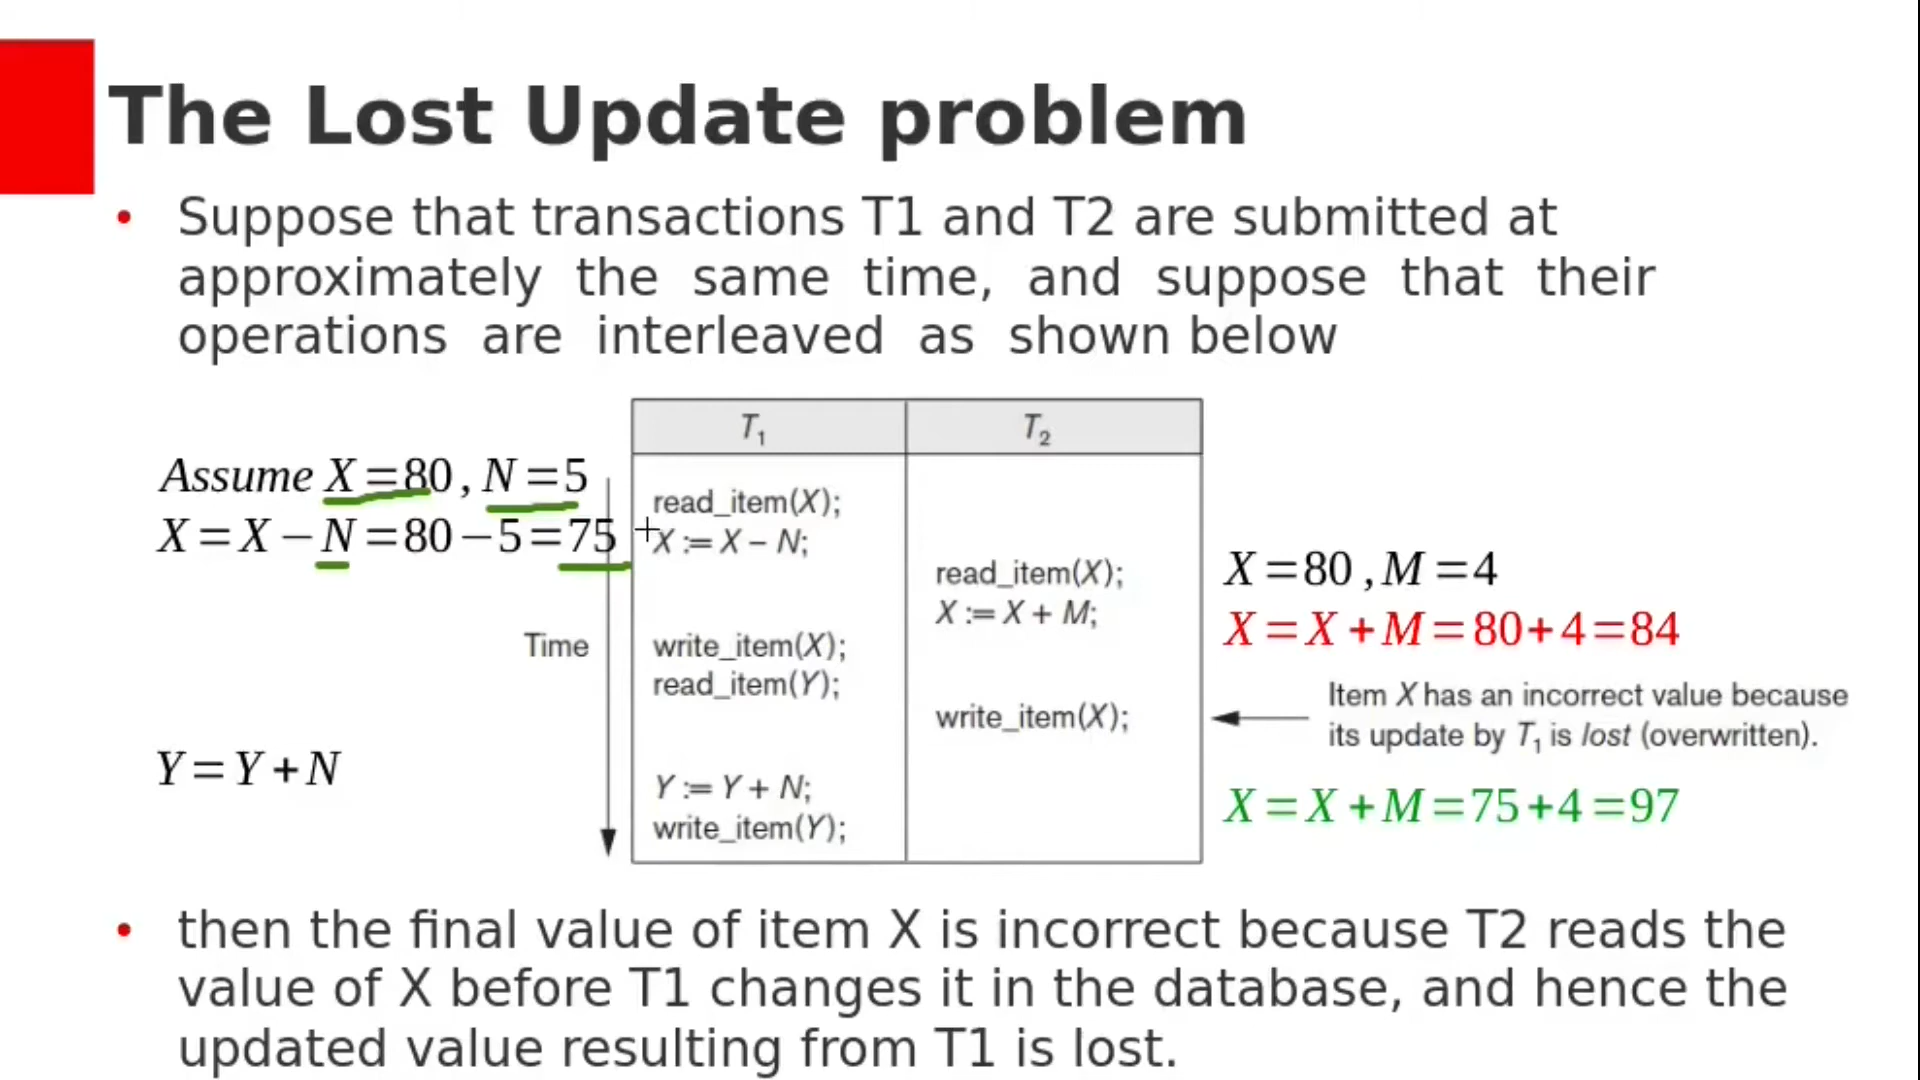 The Lost Update problem
• Suppose that transactions T1 and T2 are submitted at
approximately the same time, and suppose that their
operations are interleaved as shown below
T₁
T₂
Assume X=80, N=5
X=X−N=80−5=75
Time
Y=Y+N
read_item(X);
X := X − N;
write_item(X);
read_item(Y);
Y := Y + N;
write_item(Y);
read_item(X);
X := X + M;
write_item(X);
X=80, M=4
X=X+M=80+4=84
Item X has an incorrect value because
its update by T₁ is lost (overwritten).
X=X+M=75+4=97
• then the final value of item X is incorrect because T2 reads the
value of X before T1 changes it in the database, and hence the
updated value resulting from T1 is lost.